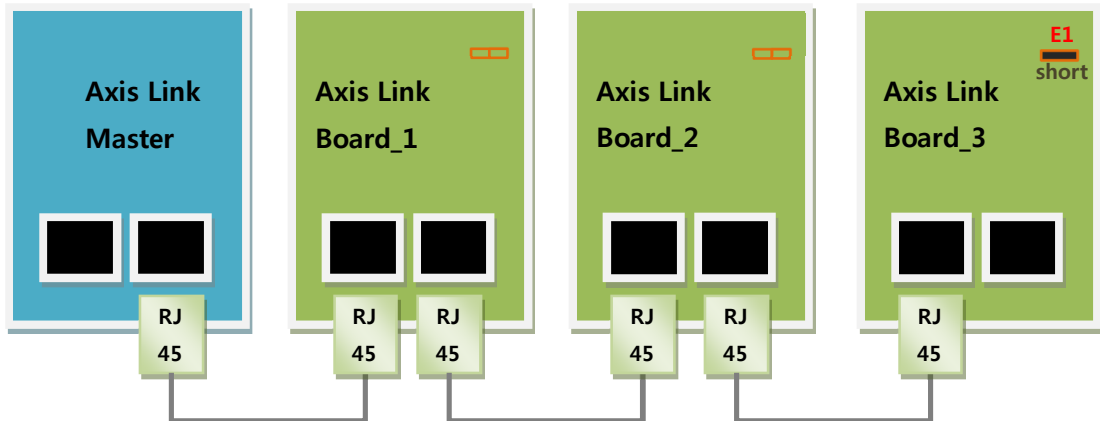 E1
short
Axis Link
Master
Axis Link
Board_1
Axis Link
Board_2
Axis Link
Board_3
RJ
45
RJ
45
RJ
45
RJ
45
RJ
45
RJ
45